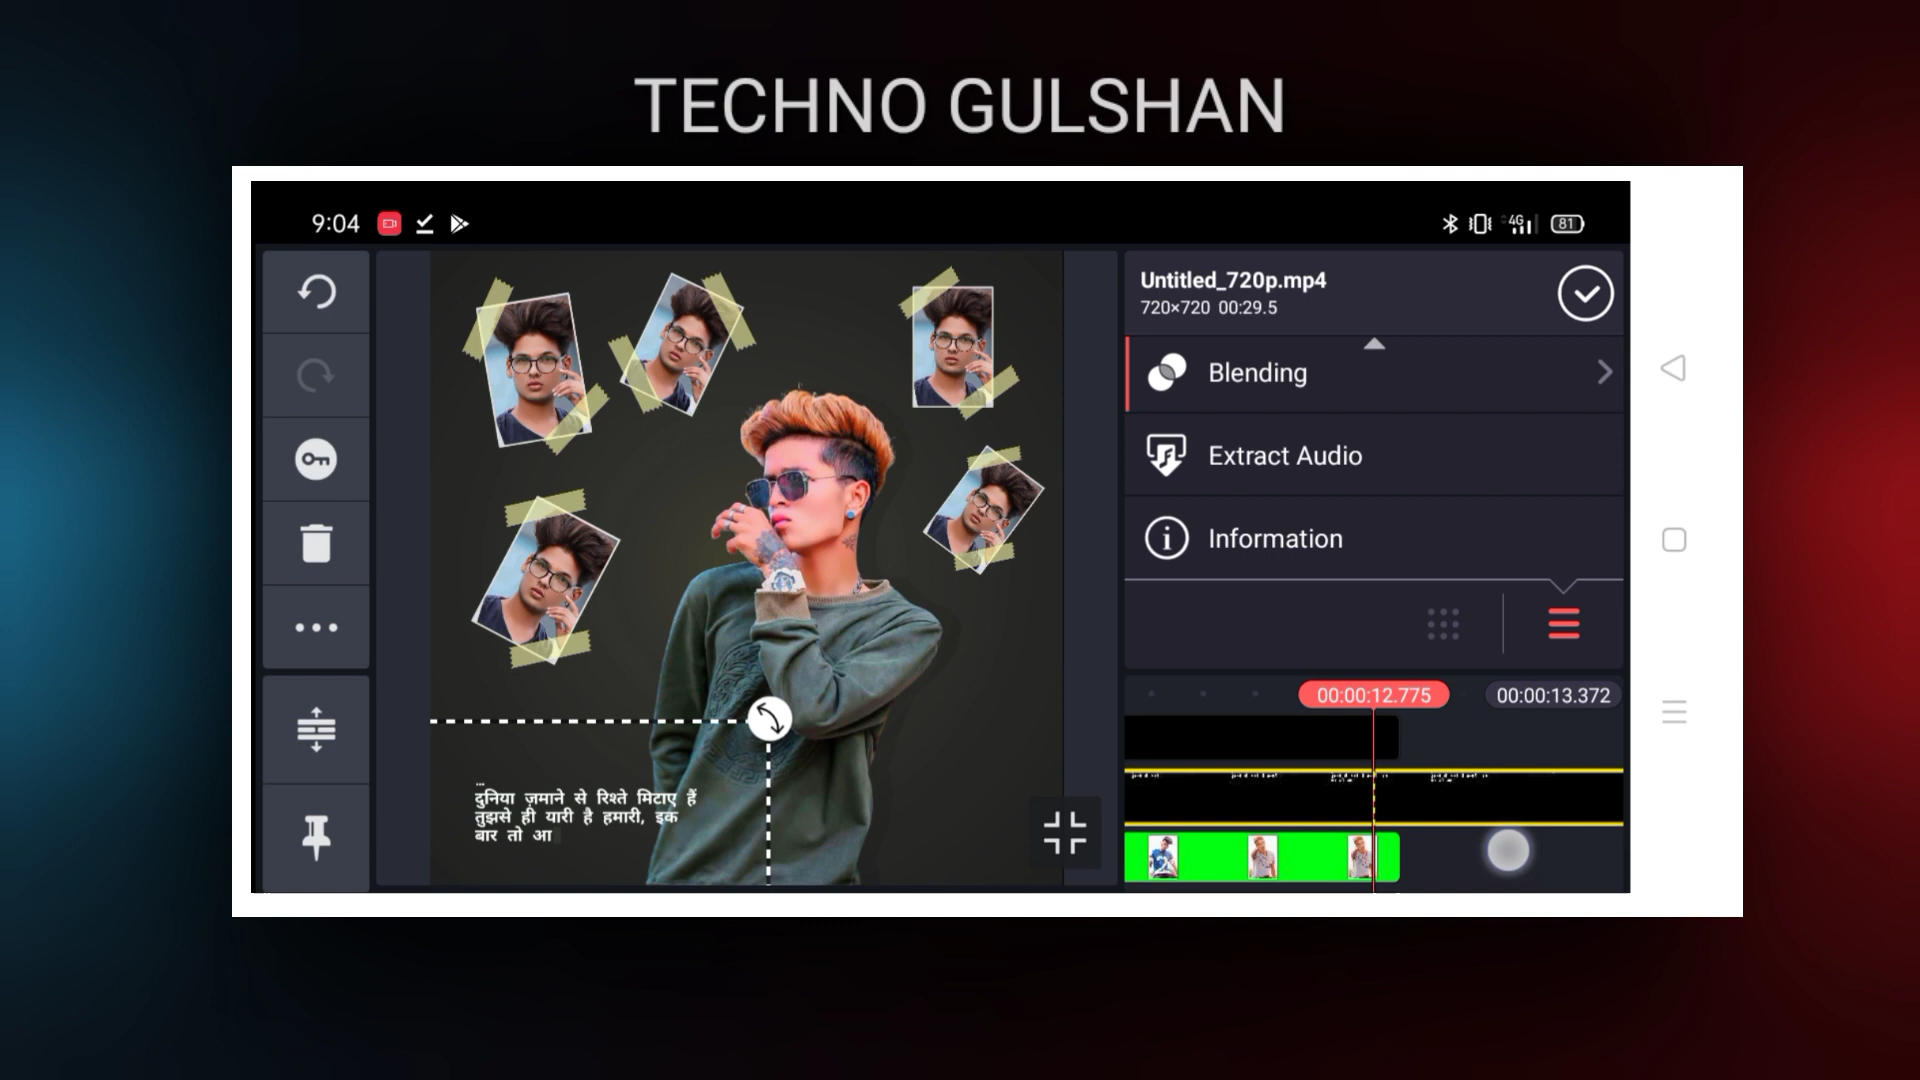 TECHNO GULSHAN
9:04
4G
81
Untitled_720p.mp4
720×720 00:29.5
Blending
Extract Audio
Information
00:00:12.775
00:00:13.372
...
दुनिया ज़माने से रिश्ते मिटाए हैं
तुझसे ही यारी है हमारी, इक
बार तो आ